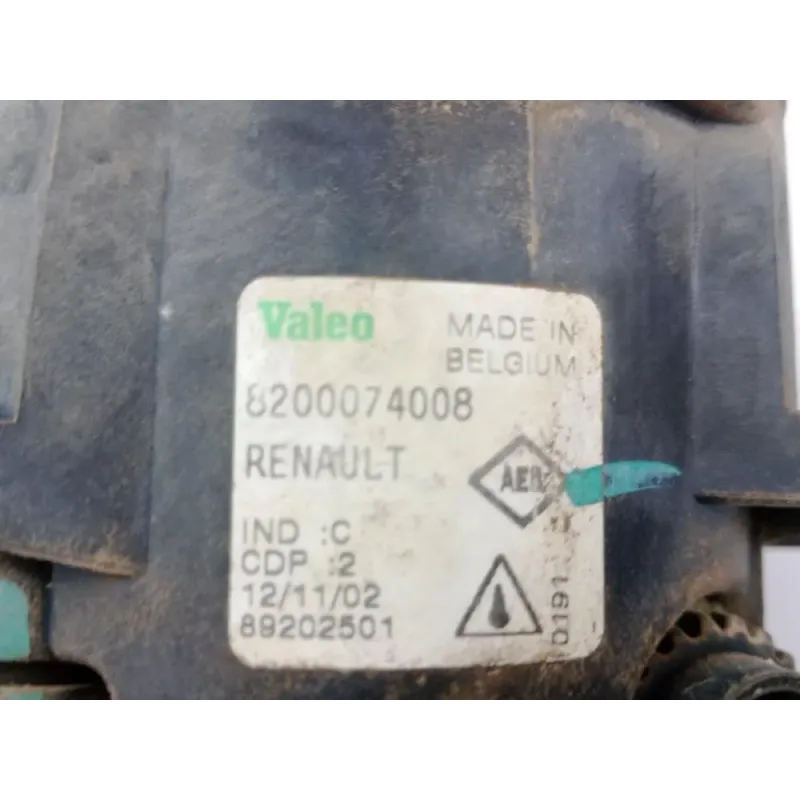 Valeo
MADE IN
BELGIUM
8200074008
RENAULT
IND :C
CDP :2
12/11/02
89202501
0191